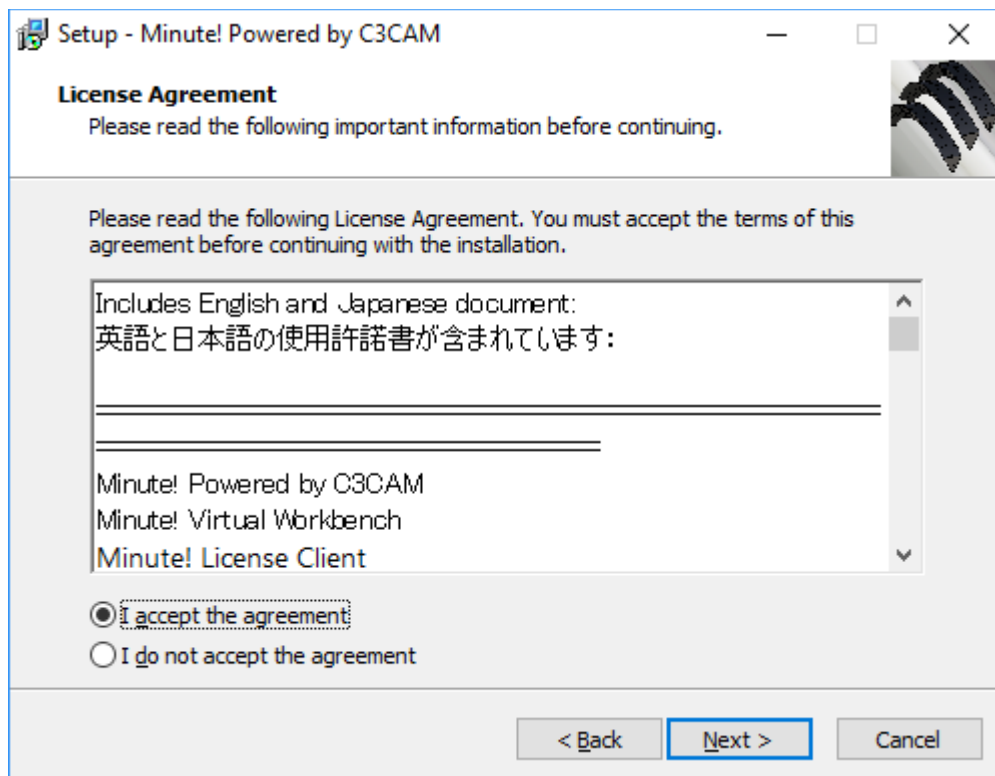 Setup - Minute! Powered by C3CAM
License Agreement
Please read the following important information before continuing.
Please read the following License Agreement. You must accept the terms of this
agreement before continuing with the installation.
Includes English and Japanese document:
英語と日本語の使用許諾書が含まれています:
Minute! Powered by C3CAM
Minute! Virtual Workbench
Minute! License Client
I accept the agreement
I do not accept the agreement
< Back
Next >
Cancel